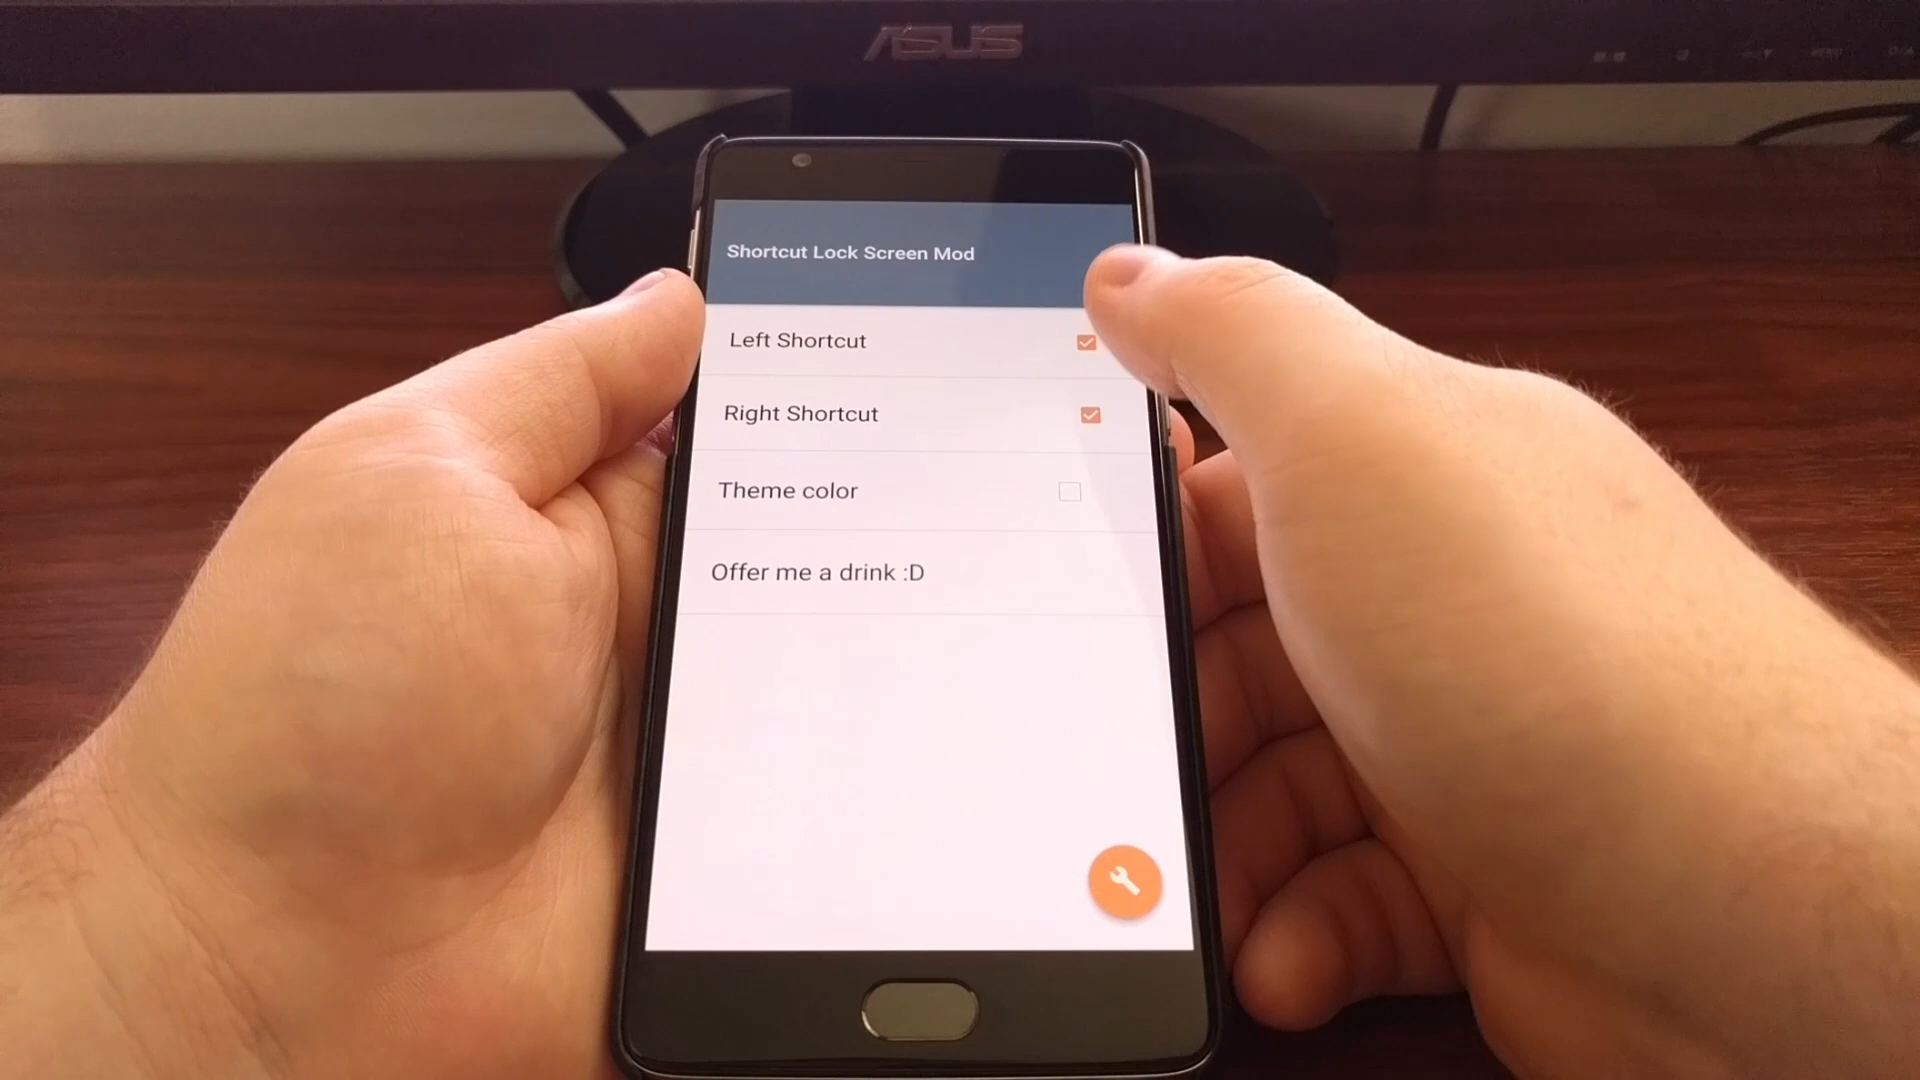 ASUS
Shortcut Lock Screen Mod
Left Shortcut
Right Shortcut
Theme color
Offer me a drink :D